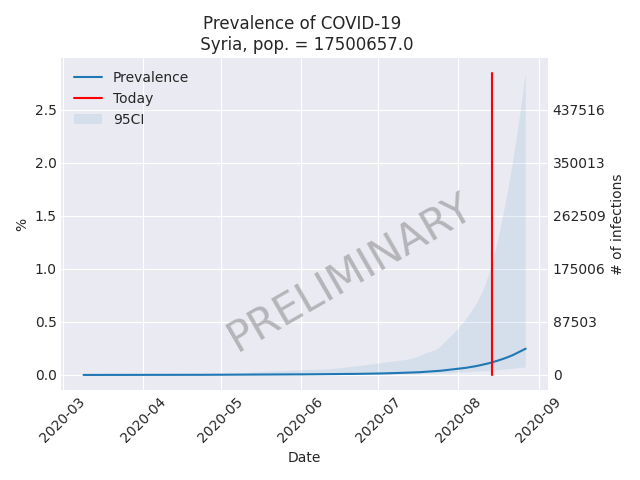 Prevalence of COVID-19
Syria, pop. = 17500657.0
Prevalence
Today
95CI
2.5
2.0
1.5
1.0
0.5
0.0
%
437516
350013
262509
175006
87503
0
# of infections
PRELIMINARY
2020-03
2020-04
2020-05
2020-06
2020-07
2020-08
2020-09
Date